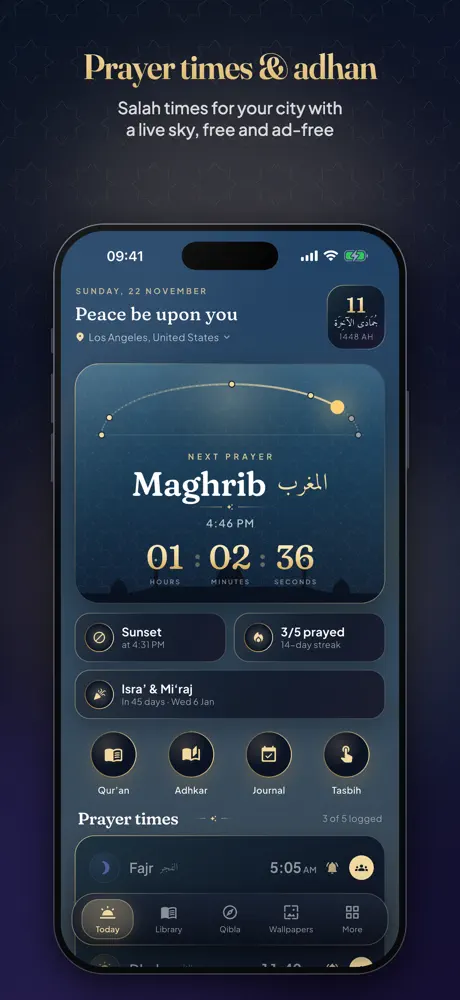 Prayer times & adhan
Salah times for your city with
a live sky, free and ad-free
09:41
SUNDAY, 22 NOVEMBER
Peace be upon you
Los Angeles, United States
11
جُمَادَى الْآخِرَة
1448 AH
NEXT PRAYER
Maghrib المغرب
4:46 PM
01 : 02 : 36
HOURS MINUTES SECONDS
Sunset
at 4:31 PM
3/5 prayed
14-day streak
Isra' & Mi'raj
In 45 days · Wed 6 Jan
Qur'an Adhkar Journal Tasbih
Prayer times 3 of 5 logged
Fajr الفجر 5:05 AM
Today Library Qibla Wallpapers More